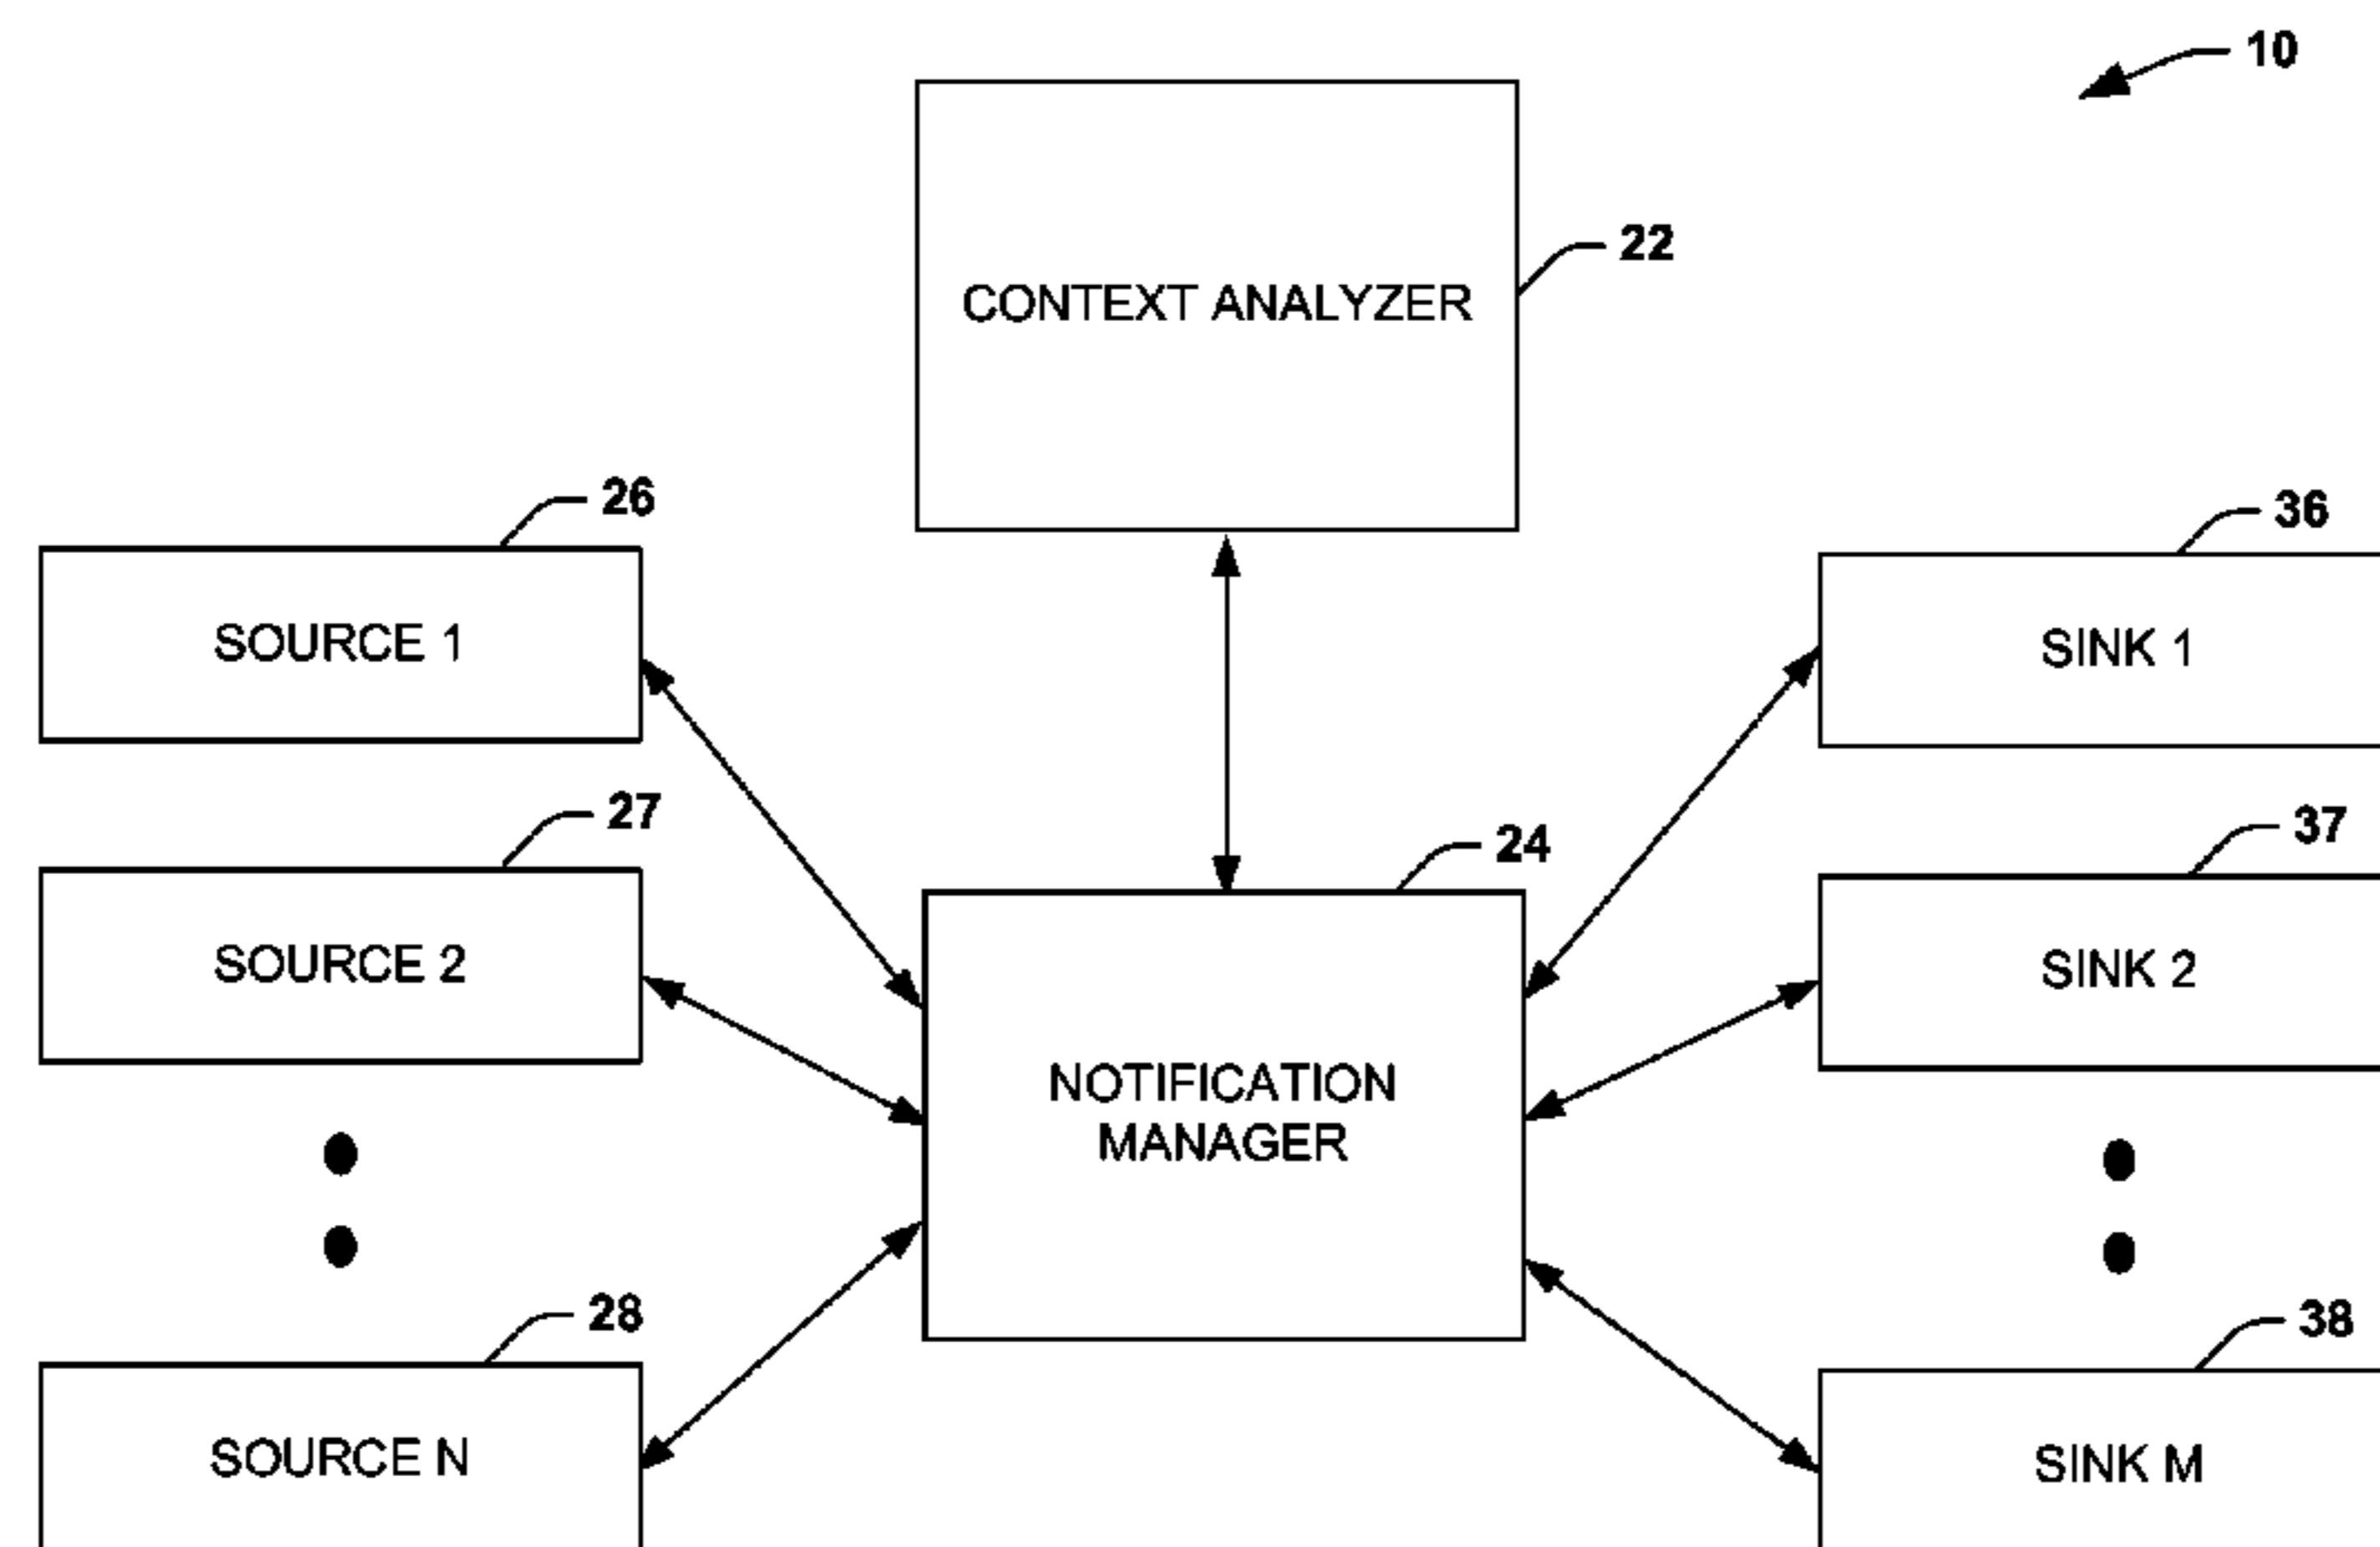 10
22
CONTEXT ANALYZER
26
36
SOURCE 1
SINK 1
27
37
24
SOURCE 2
SINK 2
NOTIFICATION
MANAGER
28
38
SOURCE N
SINK M